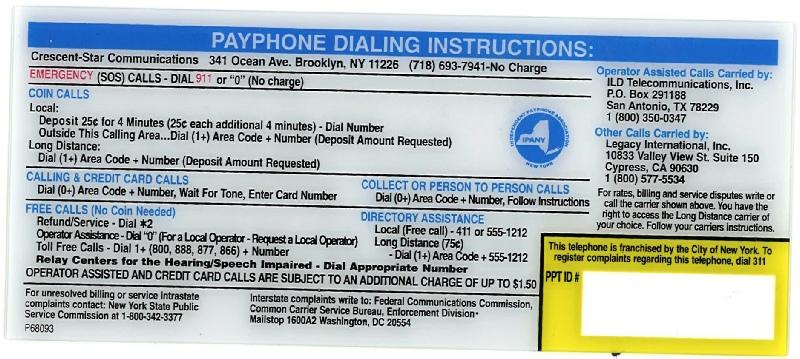 PAYPHONE DIALING INSTRUCTIONS:
Crescent-Star Communications 341 Ocean Ave. Brooklyn, NY 11226 (718) 693-7941-No Charge
EMERGENCY (SOS) CALLS - DIAL 911 or "0" (No charge)
COIN CALLS
Local:
Deposit 25¢ for 4 Minutes (25¢ each additional 4 minutes) - Dial Number
Outside This Calling Area...Dial (1+) Area Code + Number (Deposit Amount Requested)
Long Distance:
Dial (1+) Area Code + Number (Deposit Amount Requested)
INDEPENDENT PAYPHONE ASSOCIATION
IPANY
NEW YORK
CALLING & CREDIT CARD CALLS
Dial (0+) Area Code + Number, Wait For Tone, Enter Card Number
COLLECT OR PERSON TO PERSON CALLS
Dial (0+) Area Code + Number, Follow Instructions
FREE CALLS (No Coin Needed)
Refund/Service - Dial *2
Operator Assistance - Dial "0" (For a Local Operator - Request a Local Operator)
Toll Free Calls - Dial 1+ (800, 888, 877, 866) + Number
DIRECTORY ASSISTANCE
Local (Free call) - 411 or 555-1212
Long Distance (75¢)
- Dial (1+) Area Code + 555-1212
Relay Centers for the Hearing/Speech Impaired - Dial Appropriate Number
OPERATOR ASSISTED AND CREDIT CARD CALLS ARE SUBJECT TO AN ADDITIONAL CHARGE OF UP TO $1.50
For unresolved billing or service Intrastate
complaints contact: New York State Public
Service Commission at 1-800-342-3377
P68093
Interstate complaints write to: Federal Communications Commission,
Common Carrier Service Bureau, Enforcement Division
Mailstop 1600A2 Washington, DC 20554
Operator Assisted Calls Carried by:
ILD Telecommunications, Inc.
P.O. Box 291188
San Antonio, TX 78229
1 (800) 350-0347
Other Calls Carried by:
Legacy International, Inc.
10833 Valley View St. Suite 150
Cypress, CA 90630
1 (800) 577-5534
For rates, billing and service disputes write or
call the carrier shown above. You have the
right to access the Long Distance carrier of
your choice. Follow your carriers instructions.
This telephone is franchised by the City of New York. To
register complaints regarding this telephone, dial 311
PPT ID #